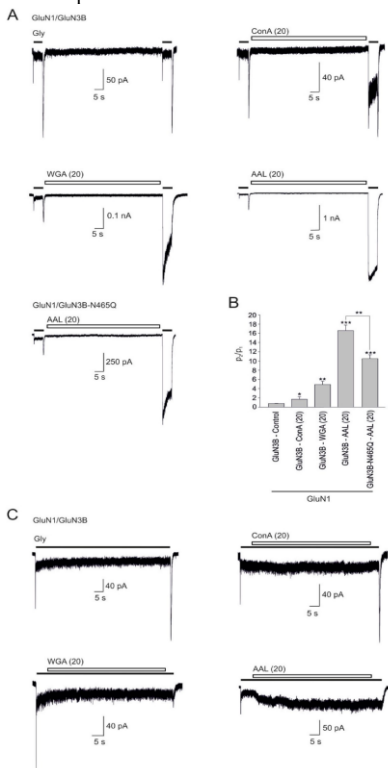 A
GluN1/GluN3B
Gly
50 pA
5 s
ConA (20)
40 pA
5 s
WGA (20)
0.1 nA
5 s
AAL (20)
1 nA
5 s
GluN1/GluN3B-N465Q
AAL (20)
250 pA
5 s
B
20
18
16
14
12
10
8
6
4
2
0
p2/p1
*
**
***
**
***
GluN3B - Control
GluN3B - ConA (20)
GluN3B - WGA (20)
GluN3B - AAL (20)
GluN3B-N465Q - AAL (20)
GluN1
C
GluN1/GluN3B
Gly
40 pA
5 s
ConA (20)
40 pA
5 s
WGA (20)
40 pA
5 s
AAL (20)
50 pA
5 s